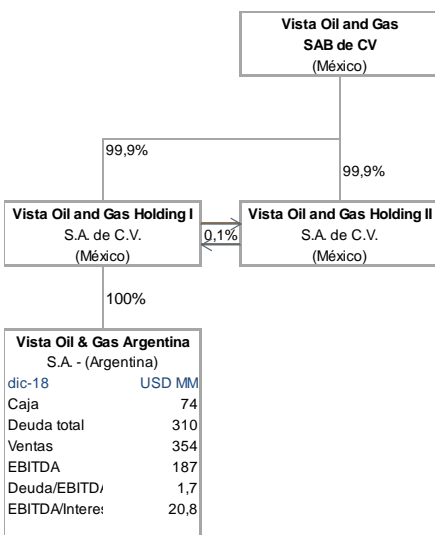 Vista Oil and Gas
SAB de CV
(México)
99,9%
99,9%
Vista Oil and Gas Holding I
S.A. de C.V.
(México)
0,1%
Vista Oil and Gas Holding II
S.A. de C.V.
(México)
100%
Vista Oil & Gas Argentina
S.A. - (Argentina)
dic-18 USD MM
Caja 74
Deuda total 310
Ventas 354
EBITDA 187
Deuda/EBITDA 1,7
EBITDA/Interes 20,8